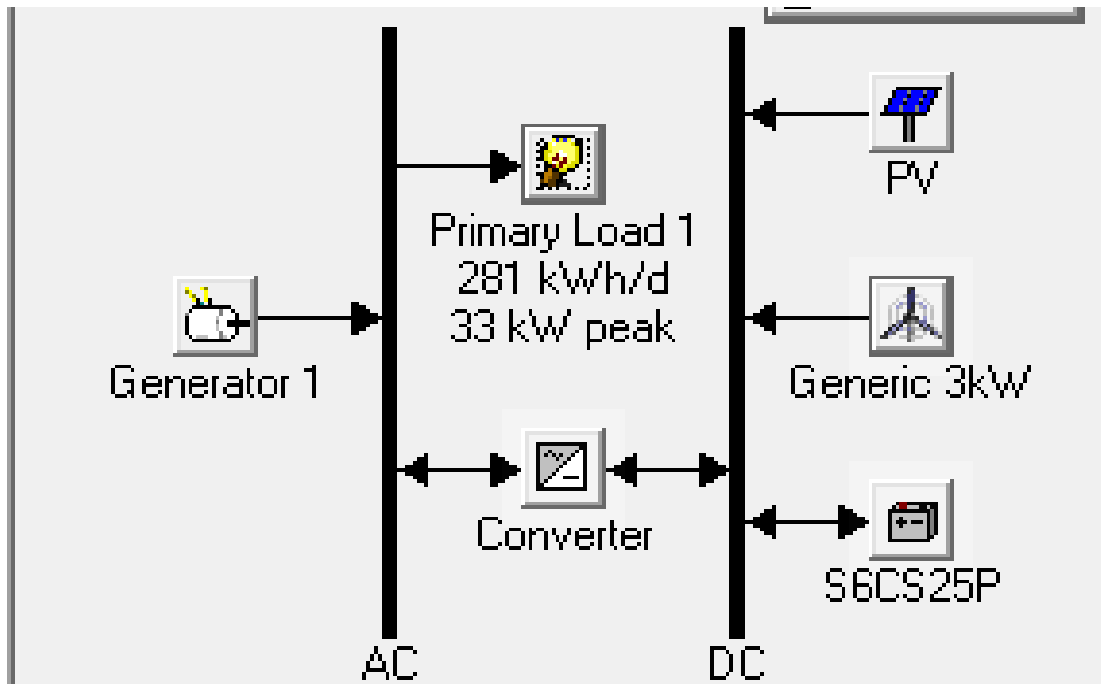 PV
Primary Load 1
281 kWh/d
33 kW peak
Generator 1
Generic 3kW
Converter
S6CS25P
AC
DC